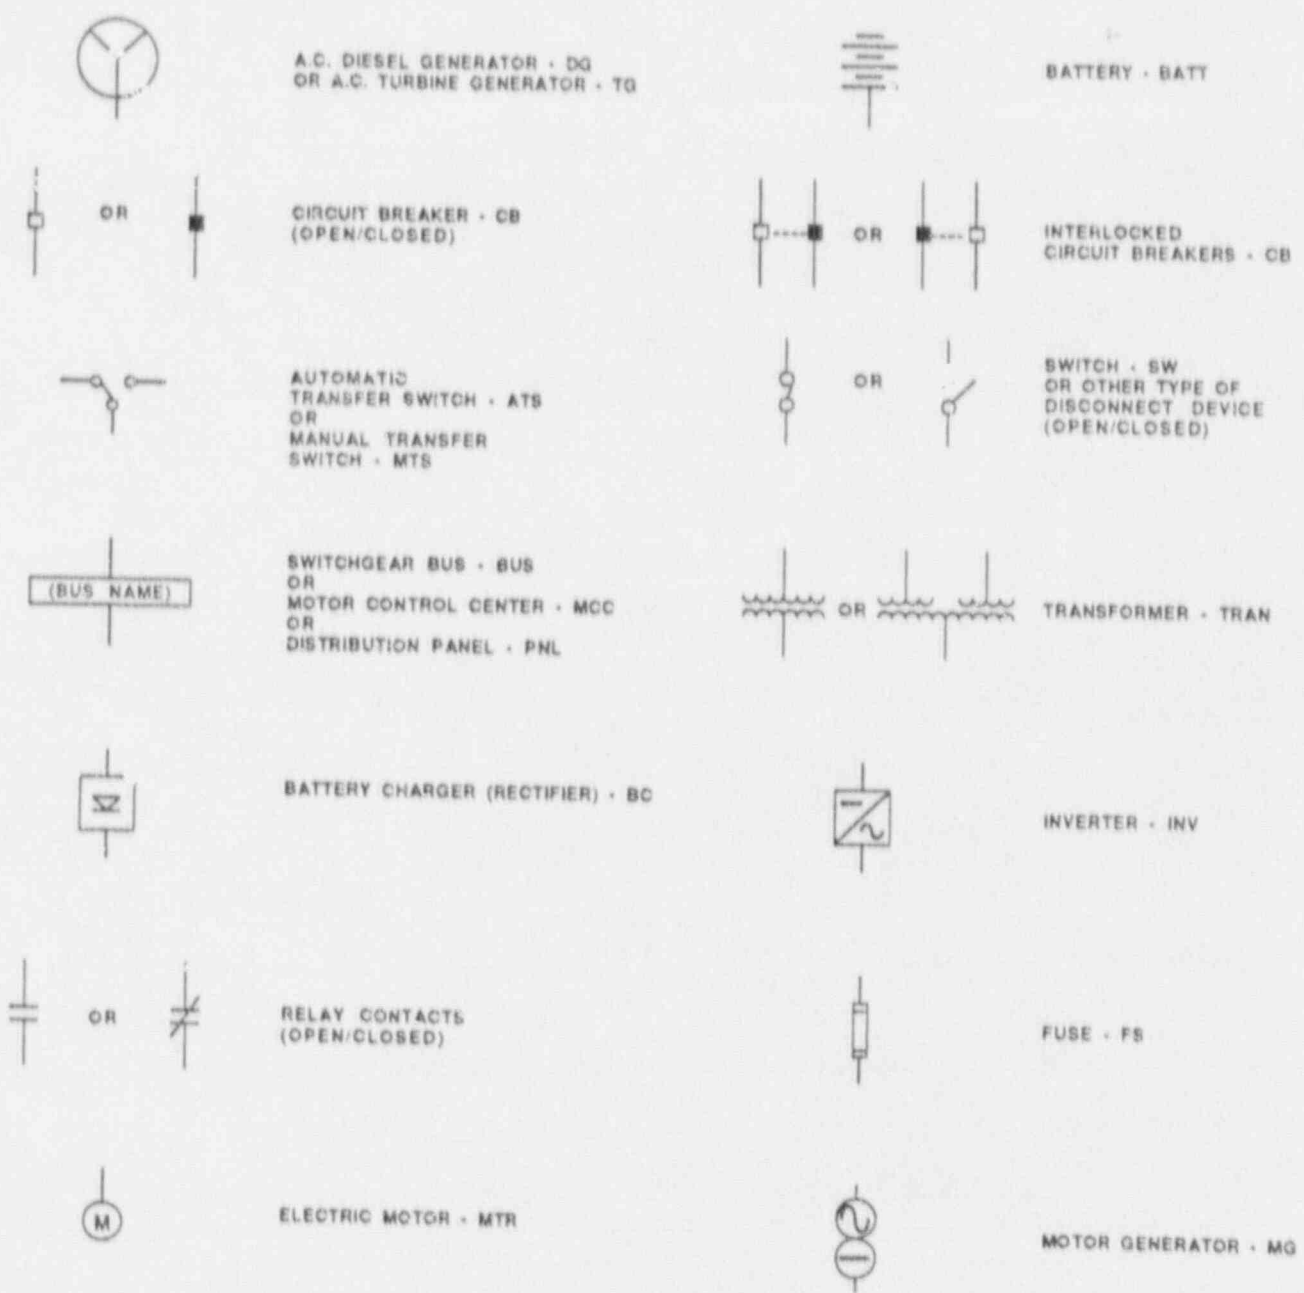 A.C. DIESEL GENERATOR - DG
OR A.C. TURBINE GENERATOR - TG
BATTERY - BATT
OR
CIRCUIT BREAKER - CB
(OPEN/CLOSED)
OR
INTERLOCKED
CIRCUIT BREAKERS - CB
AUTOMATIC
TRANSFER SWITCH - ATS
OR
MANUAL TRANSFER
SWITCH - MTS
OR
SWITCH - SW
OR OTHER TYPE OF
DISCONNECT DEVICE
(OPEN/CLOSED)
(BUS NAME)
SWITCHGEAR BUS - BUS
OR
MOTOR CONTROL CENTER - MCC
OR
DISTRIBUTION PANEL - PNL
OR
TRANSFORMER - TRAN
BATTERY CHARGER (RECTIFIER) - BC
INVERTER - INV
OR
RELAY CONTACTS
(OPEN/CLOSED)
FUSE - FS
M
ELECTRIC MOTOR - MTR
MOTOR GENERATOR - MG